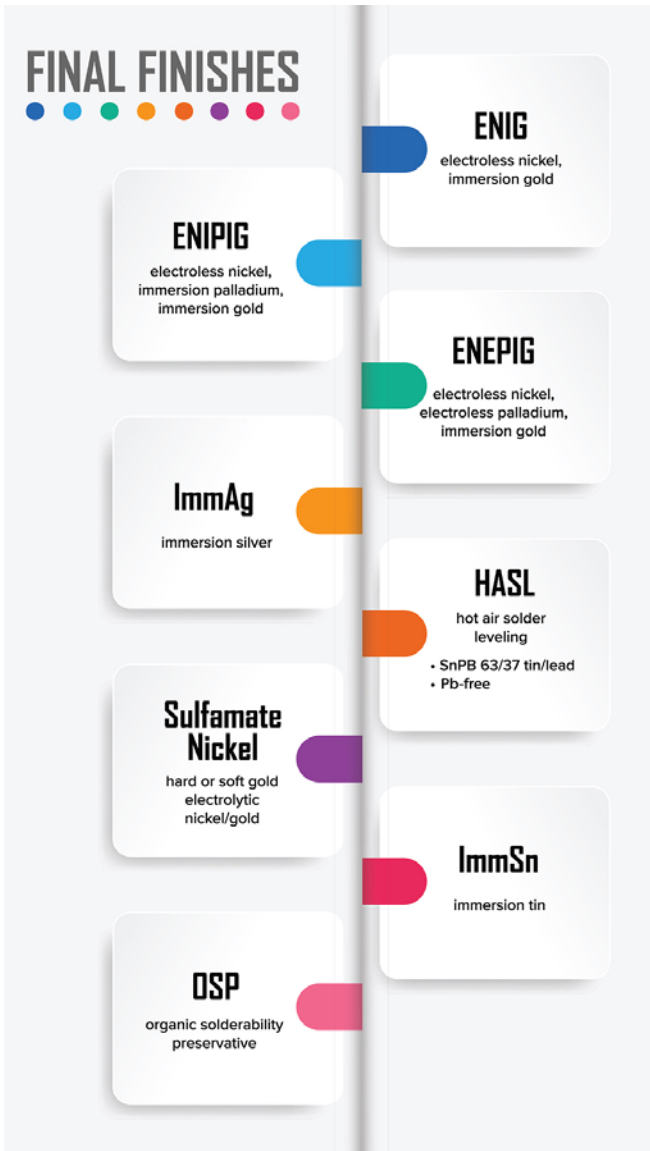 FINAL FINISHES
ENIG
electroless nickel,
immersion gold
ENIPIG
electroless nickel,
immersion palladium,
immersion gold
ENEPIG
electroless nickel,
electroless palladium,
immersion gold
ImmAg
immersion silver
HASL
hot air solder
leveling
• SnPB 63/37 tin/lead
• Pb-free
Sulfamate
Nickel
hard or soft gold
electrolytic
nickel/gold
ImmSn
immersion tin
OSP
organic solderability
preservative